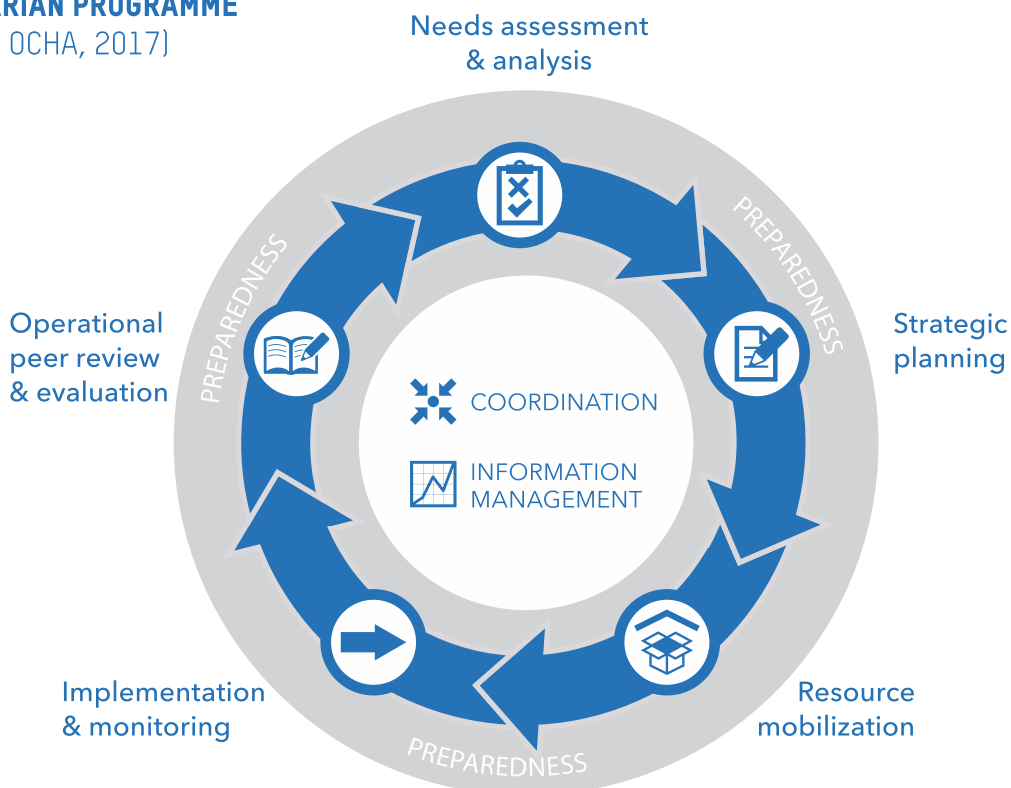 ARIAN PROGRAMME
OCHA, 2017)
Needs assessment
& analysis
PREPAREDNESS
PREPAREDNESS
Operational
peer review
& evaluation
Strategic
planning
COORDINATION
INFORMATION
MANAGEMENT
Implementation
& monitoring
Resource
mobilization
PREPAREDNESS